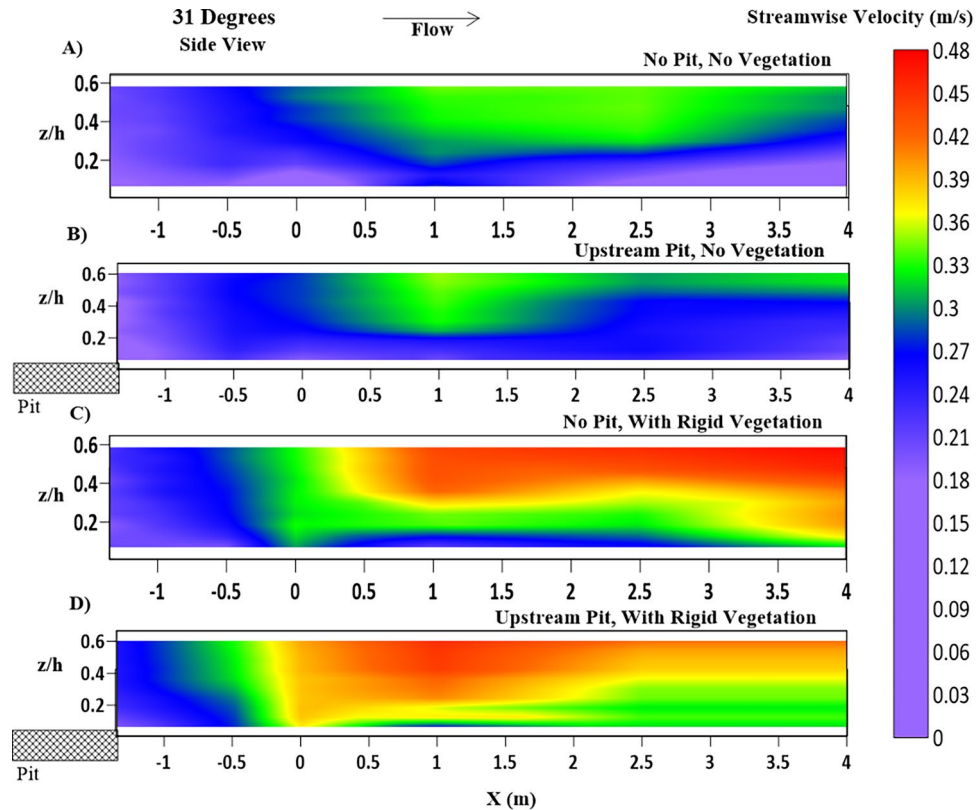 31 Degrees
Side View
Flow
Streamwise Velocity (m/s)
A)
No Pit, No Vegetation
z/h
0.6
0.4
0.2
-1 -0.5 0 0.5 1 1.5 2 2.5 3 3.5 4
B)
Upstream Pit, No Vegetation
z/h
0.6
0.4
0.2
Pit
-1 -0.5 0 0.5 1 1.5 2 2.5 3 3.5 4
C)
No Pit, With Rigid Vegetation
z/h
0.6
0.4
0.2
-1 -0.5 0 0.5 1 1.5 2 2.5 3 3.5 4
D)
Upstream Pit, With Rigid Vegetation
z/h
0.6
0.4
0.2
Pit
-1 -0.5 0 0.5 1 1.5 2 2.5 3 3.5 4
X (m)
0.48
0.45
0.42
0.39
0.36
0.33
0.3
0.27
0.24
0.21
0.18
0.15
0.12
0.09
0.06
0.03
0